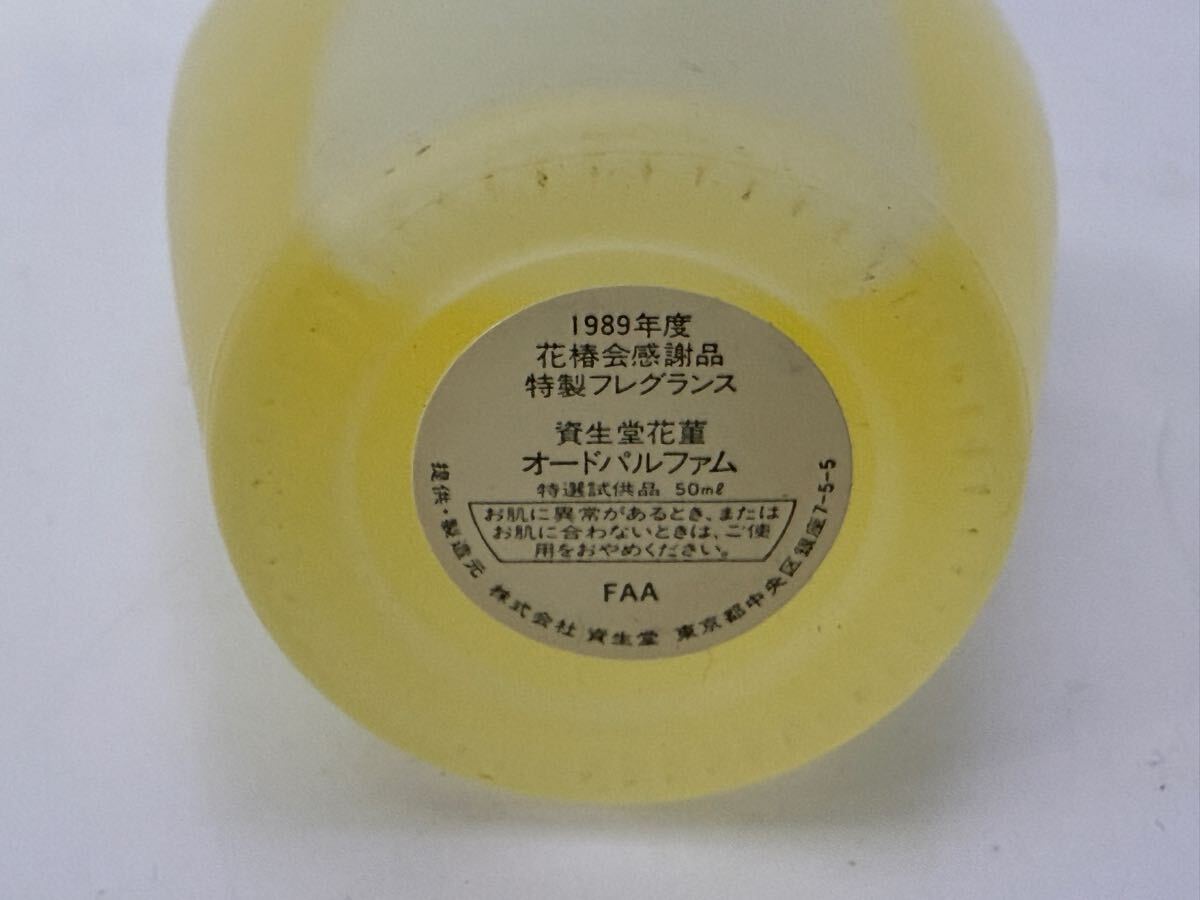 1989年度
花椿会感謝品
特製フレグランス
資生堂花菫
オードパルファム
特選試供品 50ml
お肌に異常があるとき、または
お肌に合わないときは、ご使
用をおやめください。
FAA
提供・製造元 株式会社 資生堂 東京都中央区銀座7-5-5